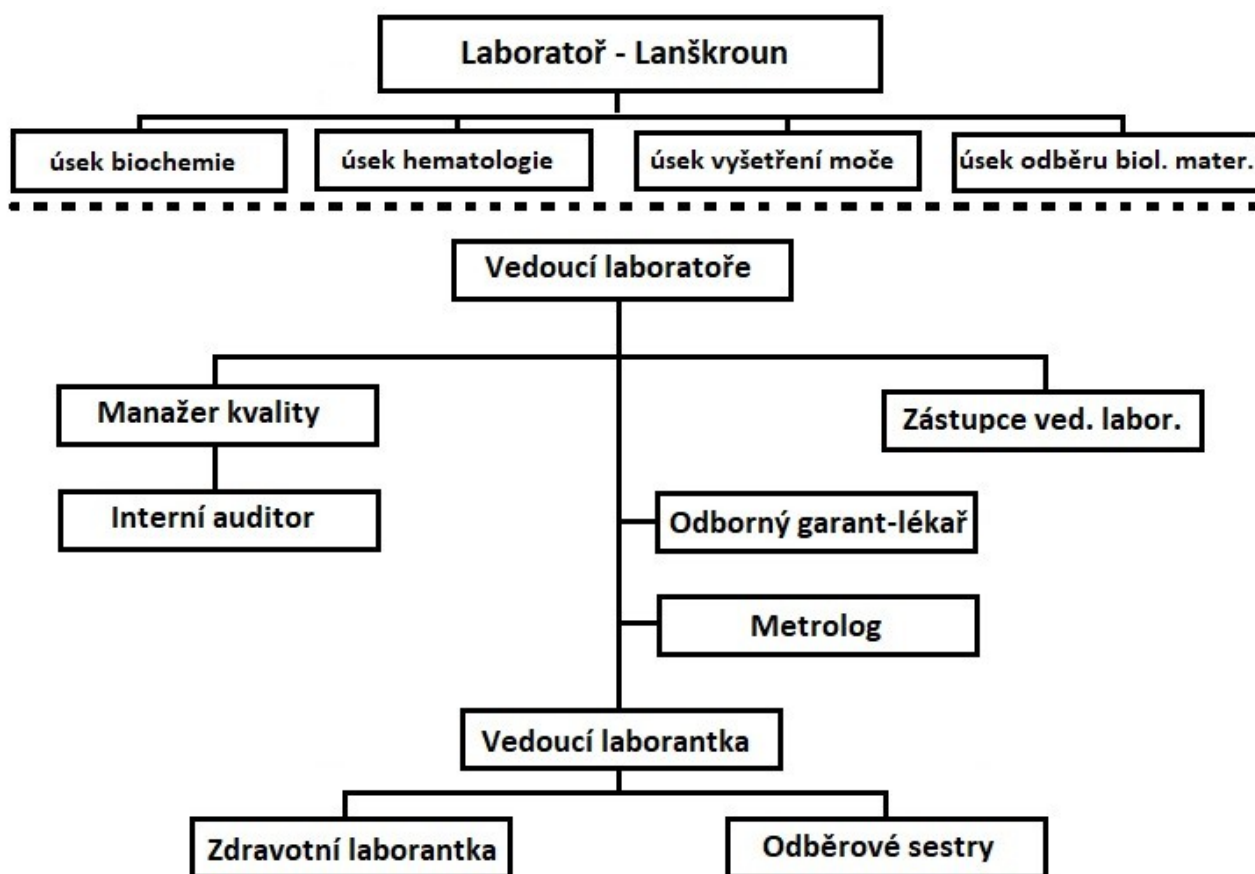 Laboratoř - Lanškroun
úsek biochemie
úsek hematologie
úsek vyšetření moče
úsek odběru biol. mater.
Vedoucí laboratoře
Manažer kvality
Zástupce ved. labor.
Interní auditor
Odborný garant-lékař
Metrolog
Vedoucí laborantka
Zdravotní laborantka
Odběrové sestry